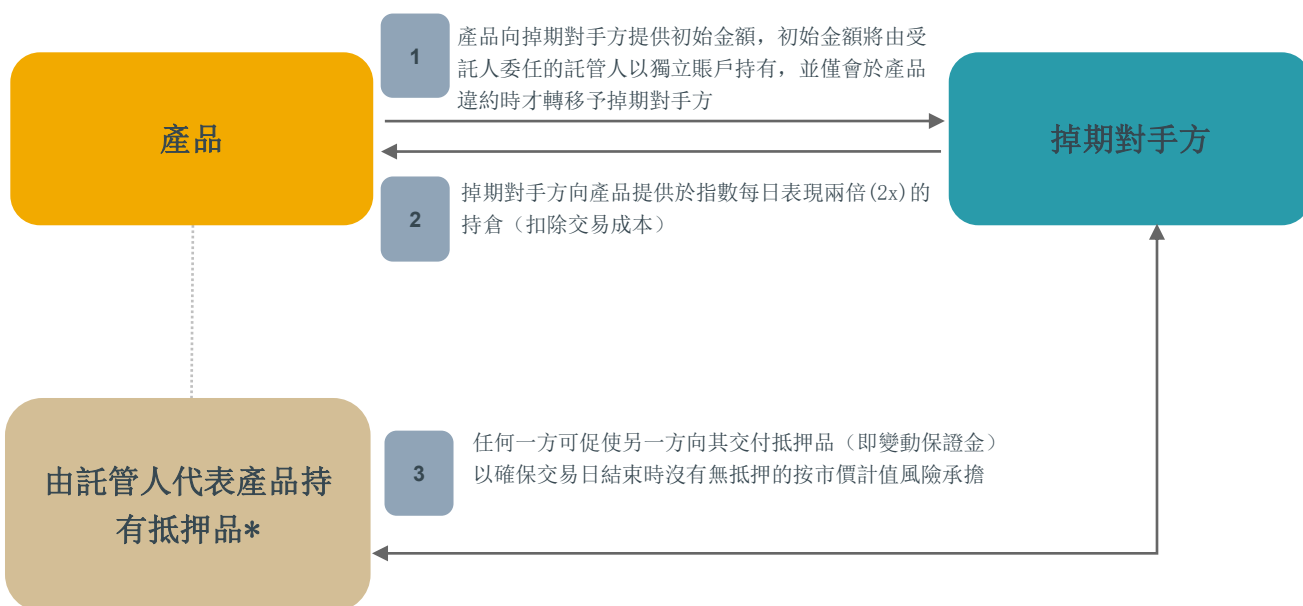 1
產品向掉期對手方提供初始金額，初始金額將由受
託人委任的託管人以獨立賬戶持有，並僅會於產品
違約時才轉移予掉期對手方
產品
掉期對手方
2
掉期對手方向產品提供於指數每日表現兩倍(2x)的
持倉（扣除交易成本）
3
任何一方可促使另一方向其交付抵押品（即變動保證金）
以確保交易日結束時沒有無抵押的按市價計值風險承擔
由託管人代表產品持
有抵押品*